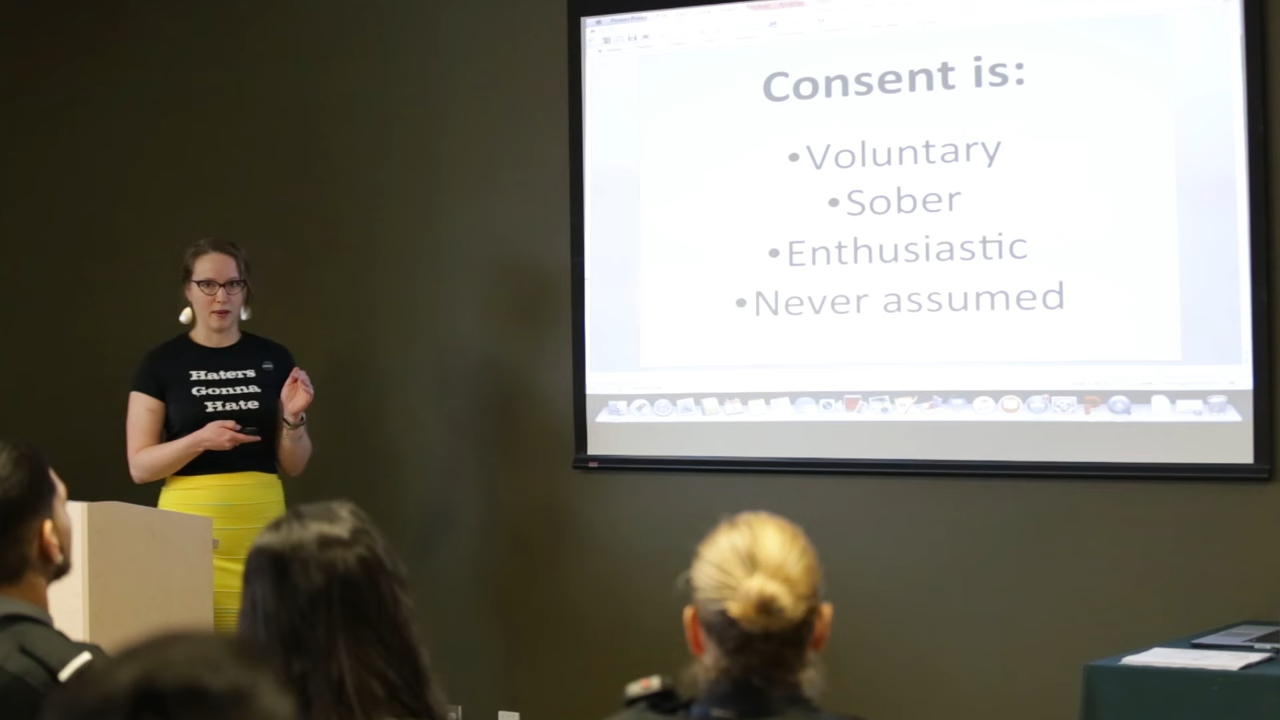 Consent is:
•Voluntary
•Sober
•Enthusiastic
•Never assumed
Haters
Gonna
Hate